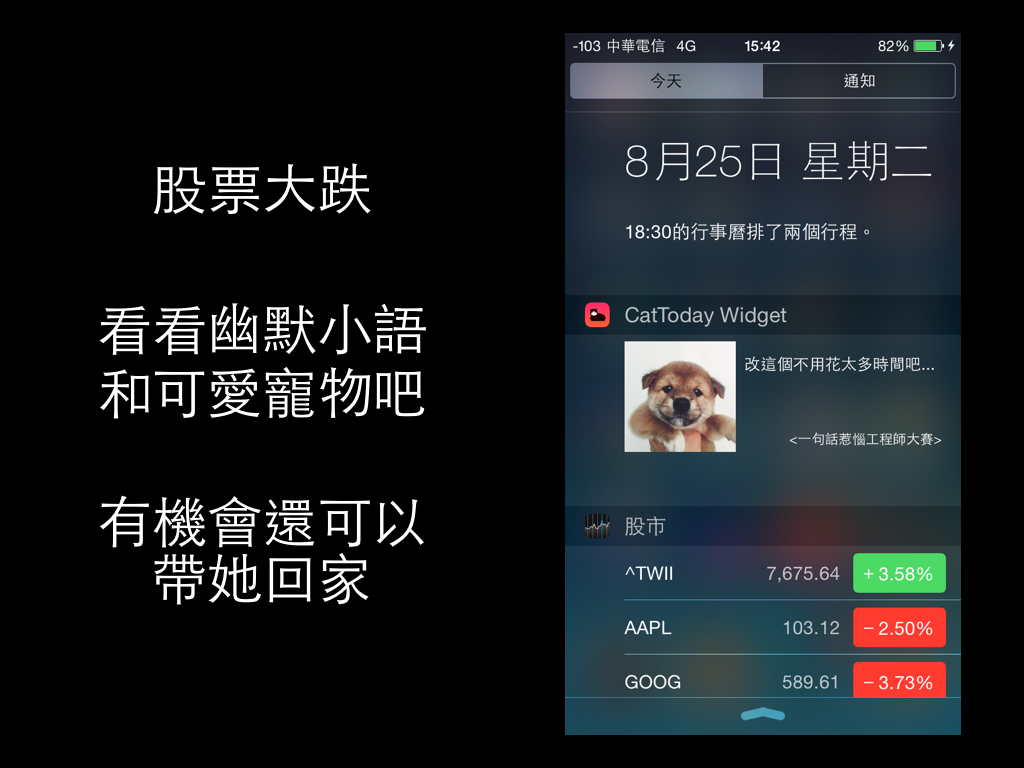 股票大跌
看看幽默小語
和可愛寵物吧
有機會還可以
帶她回家
-103 中華電信 4G 15:42 82%
今天 通知
8月25日 星期二
18:30的行事曆排了兩個行程。
CatToday Widget
改這個不用花太多時間吧...
<一句話惹惱工程師大賽>
股市
^TWII 7,675.64 +3.58%
AAPL 103.12 −2.50%
GOOG 589.61 −3.73%